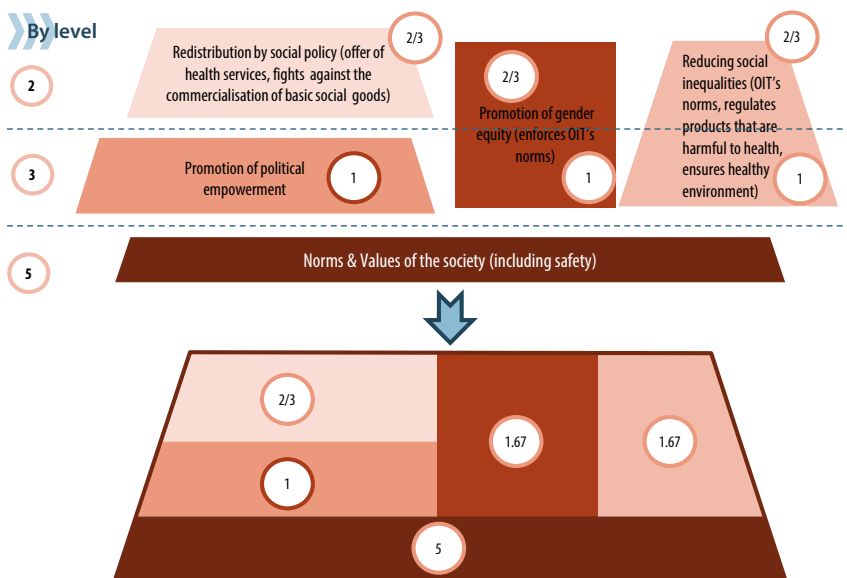 By level
2
2/3
Redistribution by social policy (offer of
health services, fights against the
commercialisation of basic social goods)
2/3
Promotion of gender
equity (enforces OIT's
norms)
1
2/3
Reducing social
inequalities (OIT's
norms, regulates
products that are
harmful to health,
ensures healthy
environment)
1
3
Promotion of political
empowerment
1
5
Norms & Values of the society (including safety)
2/3
1
1.67
1.67
5